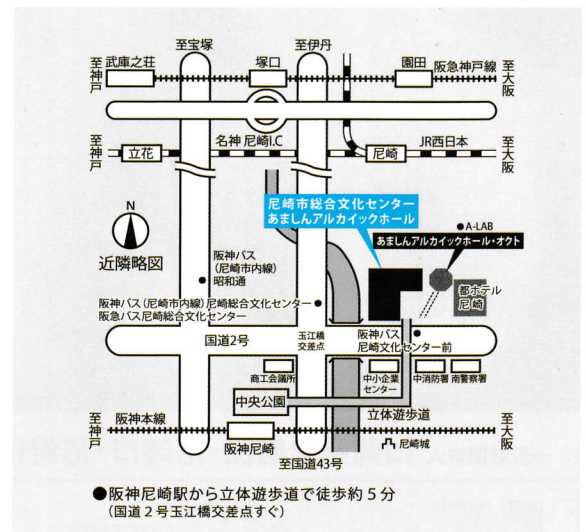 至宝塚
至伊丹
至神戸
武庫之荘
塚口
園田
阪急神戸線
至大阪
名神 尼崎I.C
JR西日本
至神戸
立花
尼崎
至大阪
尼崎市総合文化センター
あましんアルカイックホール
A-LAB
あましんアルカイックホール・オクト
N
近隣略図
阪神バス
(尼崎市内線)
昭和通
都ホテル
尼崎
阪神バス(尼崎市内線)尼崎総合文化センター
阪急バス尼崎総合文化センター
国道2号
玉江橋
交差点
阪神バス
尼崎文化センター前
商工会議所
中小企業
センター
中消防署
南警察署
中央公園
立体遊歩道
至神戸
阪神本線
阪神尼崎
尼崎城
至大阪
至国道43号
●阪神尼崎駅から立体遊歩道で徒歩約5分
(国道2号玉江橋交差点すぐ)